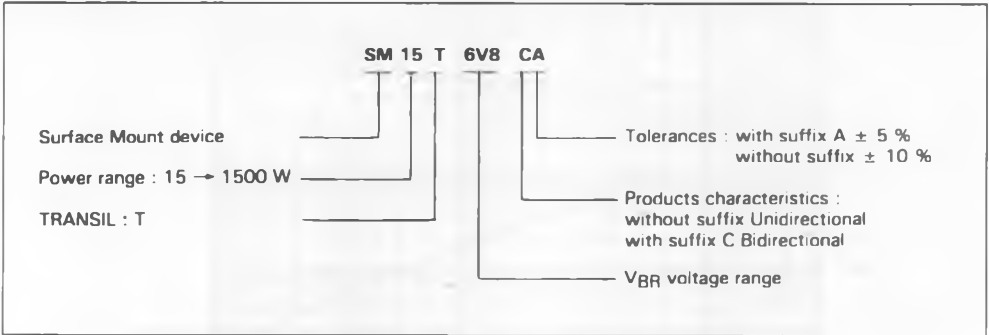 SM 15 T 6V8 CA
Surface Mount device
Power range : 15 → 1500 W
TRANSIL : T
Tolerances : with suffix A ± 5 %
without suffix ± 10 %
Products characteristics :
without suffix Unidirectional
with suffix C Bidirectional
VBR voltage range